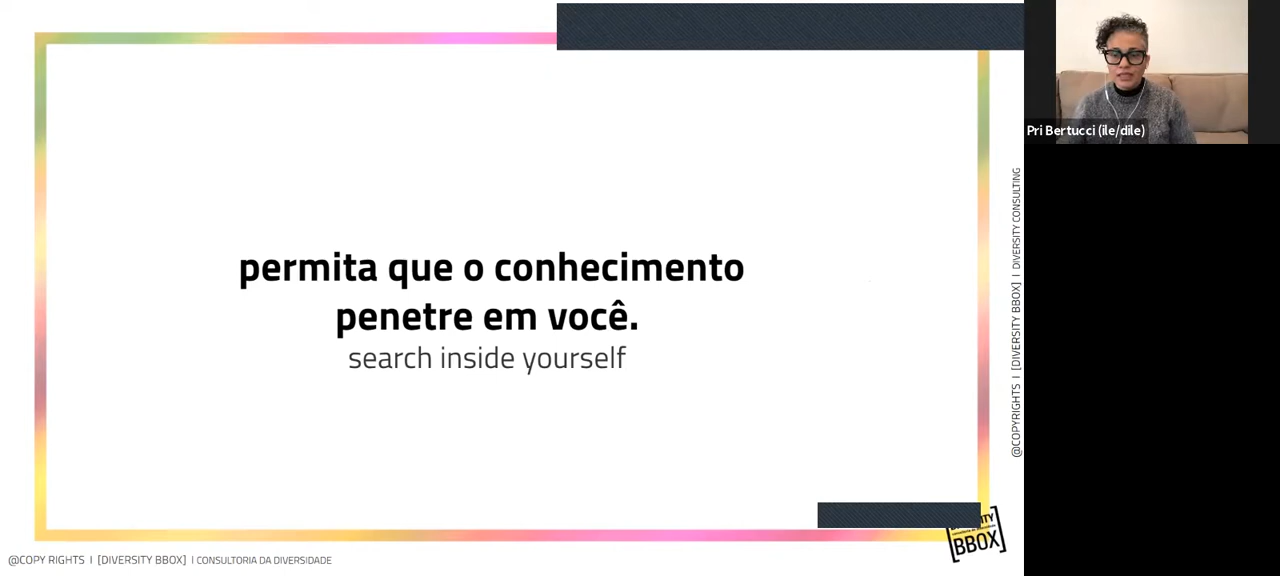 permita que o conhecimento
penetre em você.
search inside yourself
Pri Bertucci (ile/dile)
@COPYRIGHTS I [DIVERSITY BBOX] I DIVERSITY CONSULTING
BBOX]
@COPY RIGHTS I [DIVERSITY BBOX] I CONSULTORIA DA DIVERSIDADE